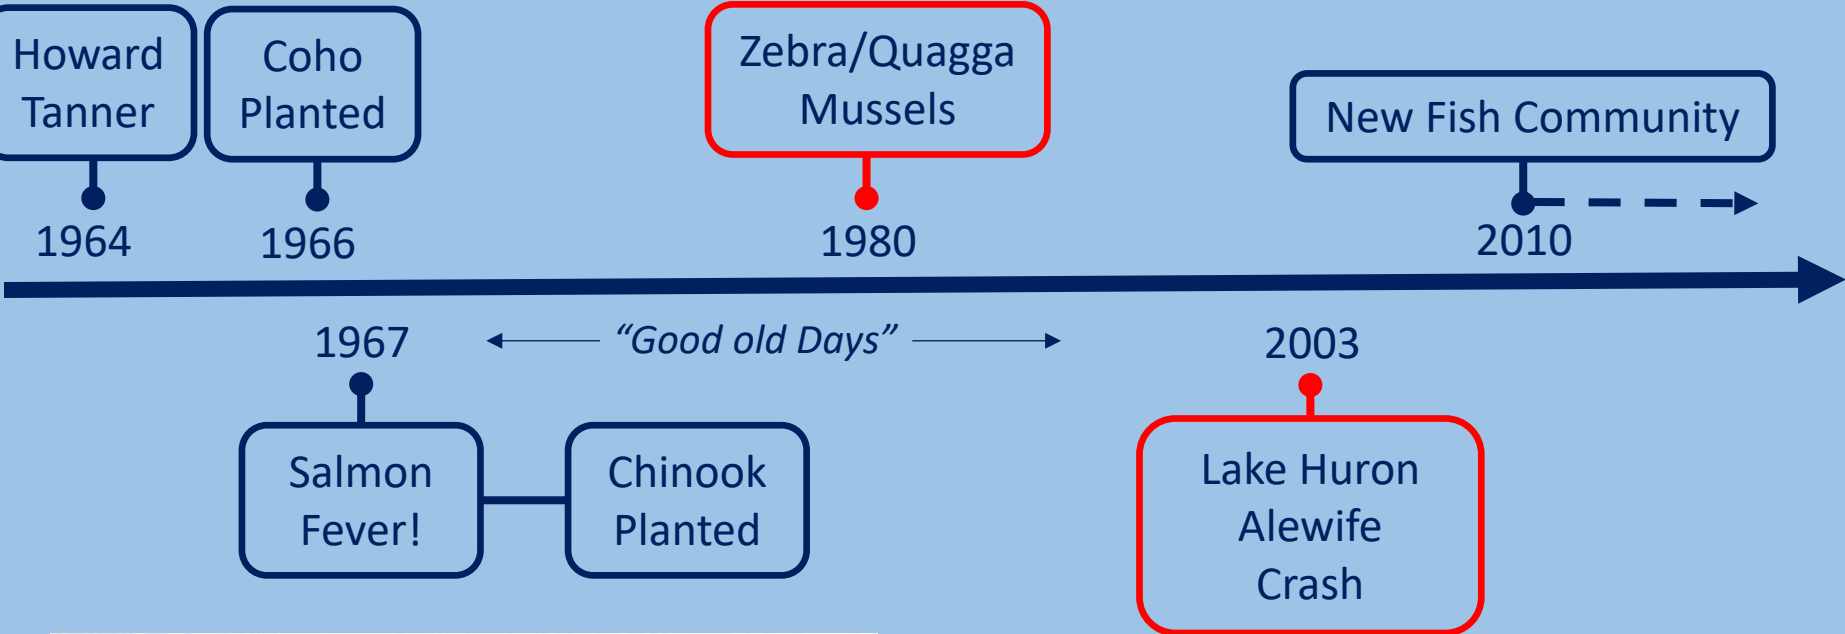 Howard
Tanner
Coho
Planted
Zebra/Quagga
Mussels
New Fish Community
1964
1966
1980
2010
1967
“Good old Days”
2003
Salmon
Fever!
Chinook
Planted
Lake Huron
Alewife
Crash